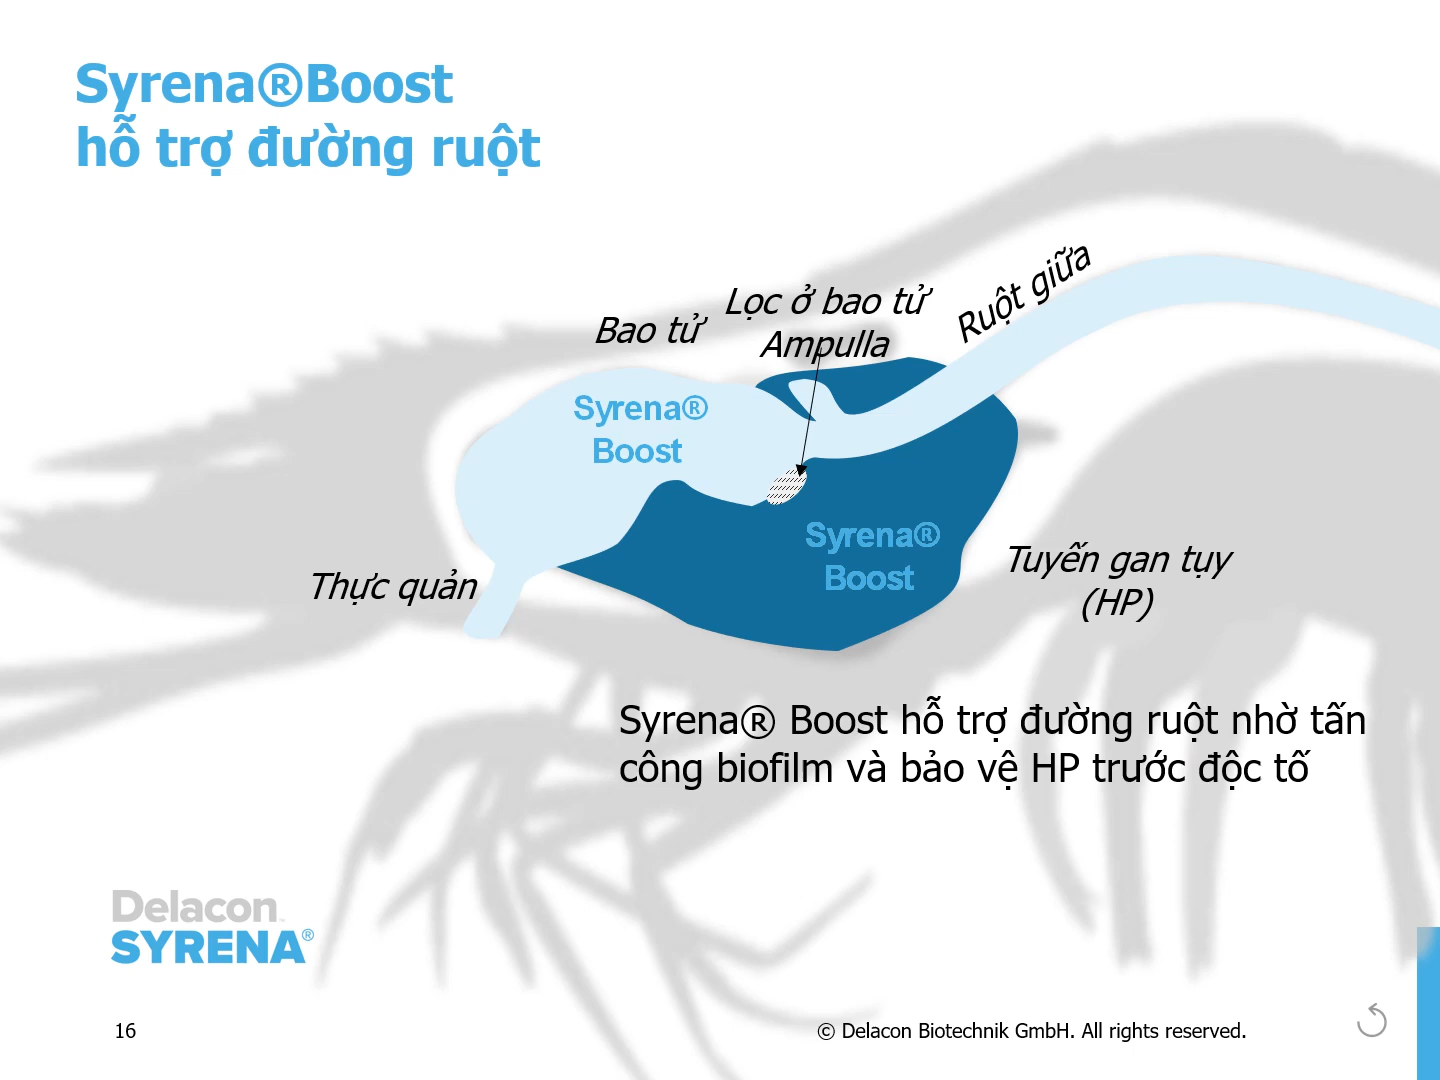 Syrena®Boost
hỗ trợ đường ruột
Lọc ở bao tử
Ampulla
Bao tử
Ruột giữa
Syrena®
Boost
Syrena®
Boost
Thực quản
Tuyến gan tụy
(HP)
Syrena® Boost hỗ trợ đường ruột nhờ tấn
công biofilm và bảo vệ HP trước độc tố
Delacon™
SYRENA®
16
© Delacon Biotechnik GmbH. All rights reserved.